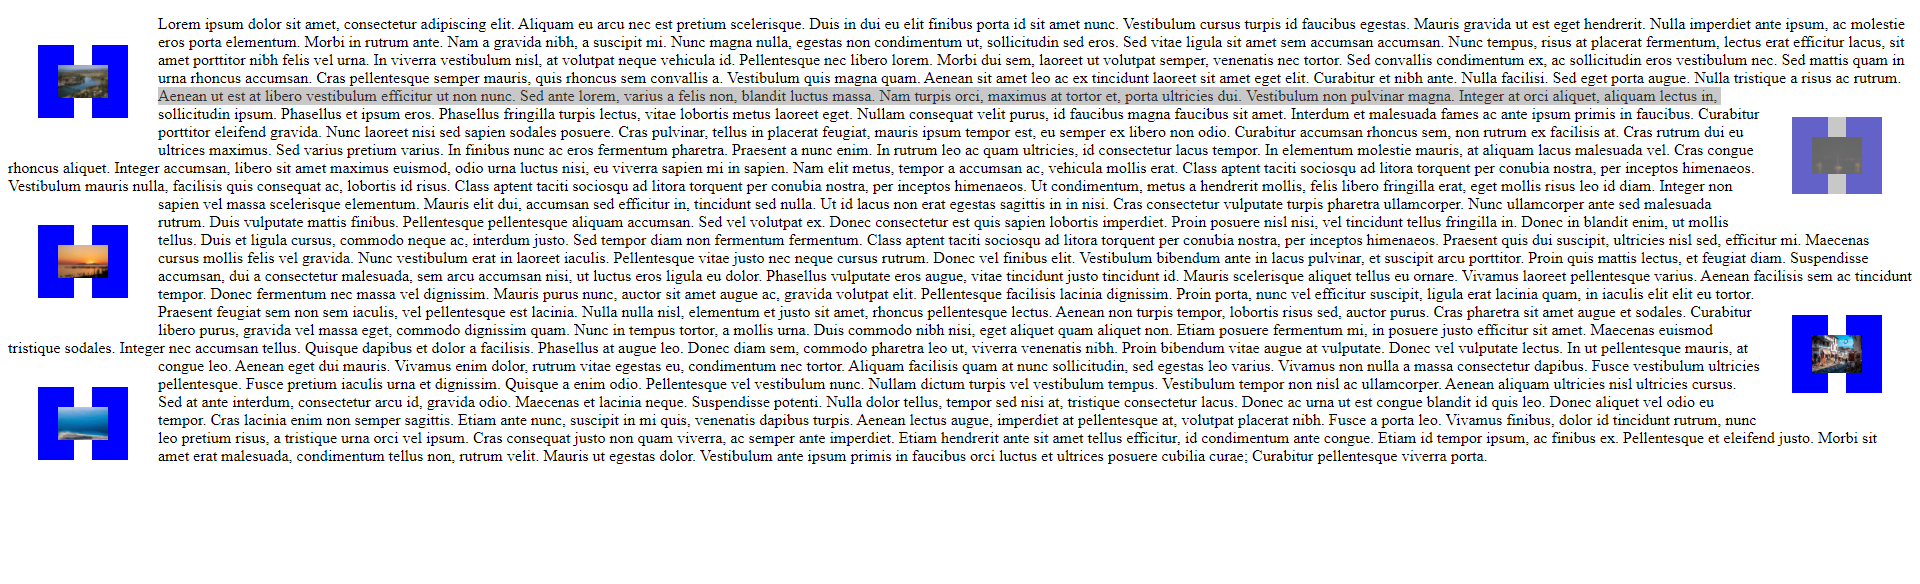 Lorem ipsum dolor sit amet, consectetur adipiscing elit. Aliquam eu arcu nec est pretium scelerisque. Duis in dui eu elit finibus porta id sit amet nunc. Vestibulum cursus turpis id faucibus egestas. Mauris gravida ut est eget hendrerit. Nulla imperdiet ante ipsum, ac molestie
eros porta elementum. Morbi in rutrum ante. Nam a gravida nibh, a suscipit mi. Nunc magna nulla, egestas non condimentum ut, sollicitudin sed eros. Sed vitae ligula sit amet sem accumsan accumsan. Nunc tempus, risus at placerat fermentum, lectus erat efficitur lacus, sit
amet porttitor nibh felis vel urna. In viverra vestibulum nisl, at volutpat neque vehicula id. Pellentesque nec libero lorem. Morbi dui sem, laoreet ut volutpat semper, venenatis nec tortor. Sed convallis condimentum ex, ac sollicitudin eros vestibulum nec. Sed mattis quam in
urna rhoncus accumsan. Cras pellentesque semper mauris, quis rhoncus sem convallis a. Vestibulum quis magna quam. Aenean sit amet leo ac ex tincidunt laoreet sit amet eget elit. Curabitur et nibh ante. Nulla facilisi. Sed eget porta augue. Nulla tristique a risus ac rutrum.
Aenean ut est at libero vestibulum efficitur ut non nunc. Sed ante lorem, varius a felis non, blandit luctus massa. Nam turpis orci, maximus at tortor et, porta ultricies dui. Vestibulum non pulvinar magna. Integer at orci aliquet, aliquam lectus in,
sollicitudin ipsum. Phasellus et ipsum eros. Phasellus fringilla turpis lectus, vitae lobortis metus laoreet eget. Nullam consequat velit purus, id faucibus magna faucibus sit amet. Interdum et malesuada fames ac ante ipsum primis in faucibus. Curabitur
porttitor eleifend gravida. Nunc laoreet nisi sed sapien sodales posuere. Cras pulvinar, tellus in placerat feugiat, mauris ipsum tempor est, eu semper ex libero non odio. Curabitur accumsan rhoncus sem, non rutrum ex facilisis at. Cras rutrum dui eu
ultrices maximus. Sed varius pretium varius. In finibus nunc ac eros fermentum pharetra. Praesent a nunc enim. In rutrum leo ac quam ultricies, id consectetur lacus tempor. In elementum molestie mauris, at aliquam lacus malesuada vel. Cras congue
rhoncus aliquet. Integer accumsan, libero sit amet maximus euismod, odio urna luctus nisi, eu viverra sapien mi in sapien. Nam elit metus, tempor a accumsan ac, vehicula mollis erat. Class aptent taciti sociosqu ad litora torquent per conubia nostra, per inceptos himenaeos.
Vestibulum mauris nulla, facilisis quis consequat ac, lobortis id risus. Class aptent taciti sociosqu ad litora torquent per conubia nostra, per inceptos himenaeos. Ut condimentum, metus a hendrerit mollis, felis libero fringilla erat, eget mollis risus leo id diam. Integer non
sapien vel massa scelerisque elementum. Mauris elit dui, accumsan sed efficitur in, tincidunt sed nulla. Ut id lacus non erat egestas sagittis in in nisi. Cras consectetur vulputate turpis pharetra ullamcorper. Nunc ullamcorper ante sed malesuada
rutrum. Duis vulputate mattis finibus. Pellentesque pellentesque aliquam accumsan. Sed vel volutpat ex. Donec consectetur est quis sapien lobortis imperdiet. Proin posuere nisl nisi, vel tincidunt tellus fringilla in. Donec in blandit enim, ut mollis
tellus. Duis et ligula cursus, commodo neque ac, interdum justo. Sed tempor diam non fermentum fermentum. Class aptent taciti sociosqu ad litora torquent per conubia nostra, per inceptos himenaeos. Praesent quis dui suscipit, ultricies nisl sed, efficitur mi. Maecenas
cursus mollis felis vel gravida. Nunc vestibulum erat in laoreet iaculis. Pellentesque vitae justo nec neque cursus rutrum. Donec vel finibus elit. Vestibulum bibendum ante in lacus pulvinar, et suscipit arcu porttitor. Proin quis mattis lectus, et feugiat diam. Suspendisse
accumsan, dui a consectetur malesuada, sem arcu accumsan nisi, ut luctus eros ligula eu dolor. Phasellus vulputate eros augue, vitae tincidunt justo tincidunt id. Mauris scelerisque aliquet tellus eu ornare. Vivamus laoreet pellentesque varius. Aenean facilisis sem ac tincidunt
tempor. Donec fermentum nec massa vel dignissim. Mauris purus nunc, auctor sit amet augue ac, gravida volutpat elit. Pellentesque facilisis lacinia dignissim. Proin porta, nunc vel efficitur suscipit, ligula erat lacinia quam, in iaculis elit elit eu tortor.
Praesent feugiat sem non sem iaculis, vel pellentesque est lacinia. Nulla nulla nisl, elementum et justo sit amet, rhoncus pellentesque lectus. Aenean non turpis tempor, lobortis risus sed, auctor purus. Cras pharetra sit amet augue et sodales. Curabitur
libero purus, gravida vel massa eget, commodo dignissim quam. Nunc in tempus tortor, a mollis urna. Duis commodo nibh nisi, eget aliquet quam aliquet non. Etiam posuere fermentum mi, in posuere justo efficitur sit amet. Maecenas euismod
tristique sodales. Integer nec accumsan tellus. Quisque dapibus et dolor a facilisis. Phasellus at augue leo. Donec diam sem, commodo pharetra leo ut, viverra venenatis nibh. Proin bibendum vitae augue at vulputate. Donec vel vulputate lectus. In ut pellentesque mauris, at
congue leo. Aenean eget dui mauris. Vivamus enim dolor, rutrum vitae egestas eu, condimentum nec tortor. Aliquam facilisis quam at nunc sollicitudin, sed egestas leo varius. Vivamus non nulla a massa consectetur dapibus. Fusce vestibulum ultricies
pellentesque. Fusce pretium iaculis urna et dignissim. Quisque a enim odio. Pellentesque vel vestibulum nunc. Nullam dictum turpis vel vestibulum tempus. Vestibulum tempor non nisl ac ullamcorper. Aenean aliquam ultricies nisl ultricies cursus.
Sed at ante interdum, consectetur arcu id, gravida odio. Maecenas et lacinia neque. Suspendisse potenti. Nulla dolor tellus, tempor sed nisi at, tristique consectetur lacus. Donec ac urna ut est congue blandit id quis leo. Donec aliquet vel odio eu
tempor. Cras lacinia enim non semper sagittis. Etiam ante nunc, suscipit in mi quis, venenatis dapibus turpis. Aenean lectus augue, imperdiet at pellentesque at, volutpat placerat nibh. Fusce a porta leo. Vivamus finibus, dolor id tincidunt rutrum, nunc
leo pretium risus, a tristique urna orci vel ipsum. Cras consequat justo non quam viverra, ac semper ante imperdiet. Etiam hendrerit ante sit amet tellus efficitur, id condimentum ante congue. Etiam id tempor ipsum, ac finibus ex. Pellentesque et eleifend justo. Morbi sit
amet erat malesuada, condimentum tellus non, rutrum velit. Mauris ut egestas dolor. Vestibulum ante ipsum primis in faucibus orci luctus et ultrices posuere cubilia curae; Curabitur pellentesque viverra porta.